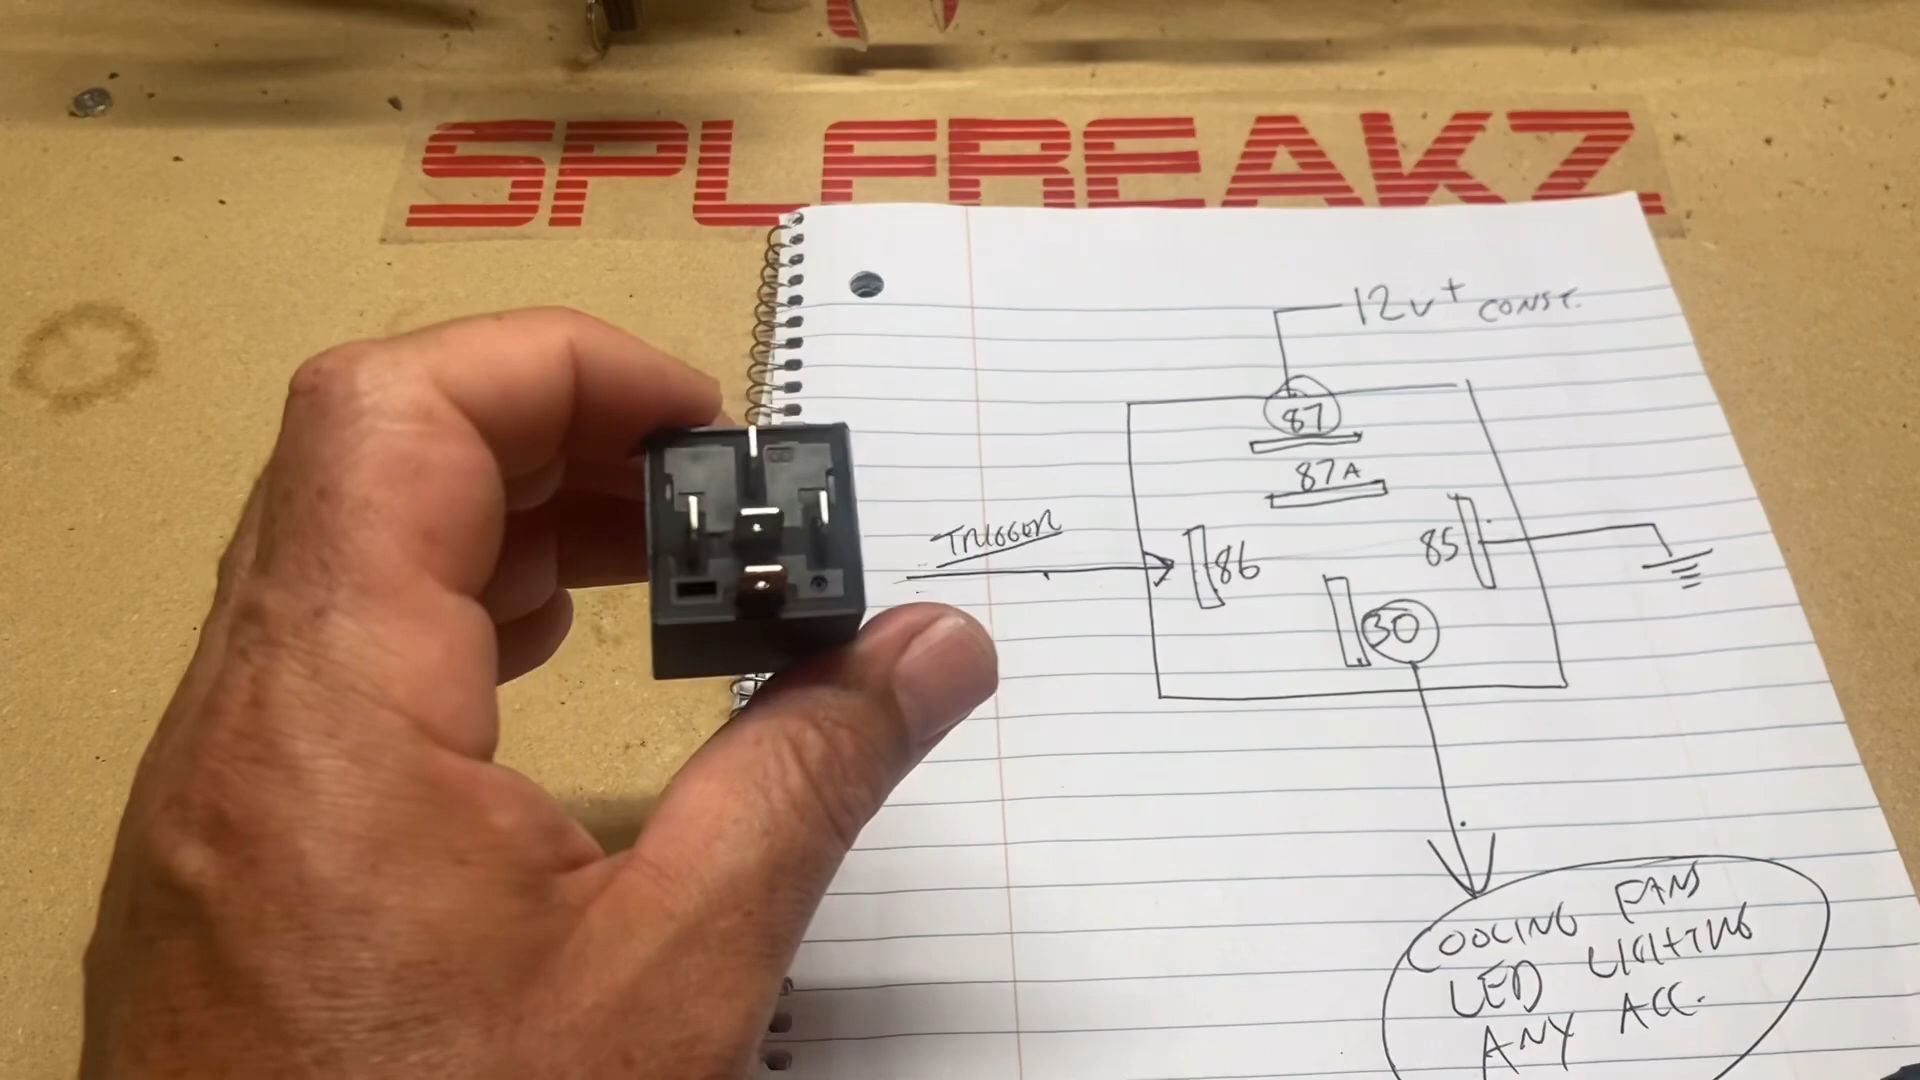 SPLFREAKZ
12v+ CONST.
87
87A
TRIGGER
86
85
30
COOLING FANS
LED LIGHTING
ANY ACC.